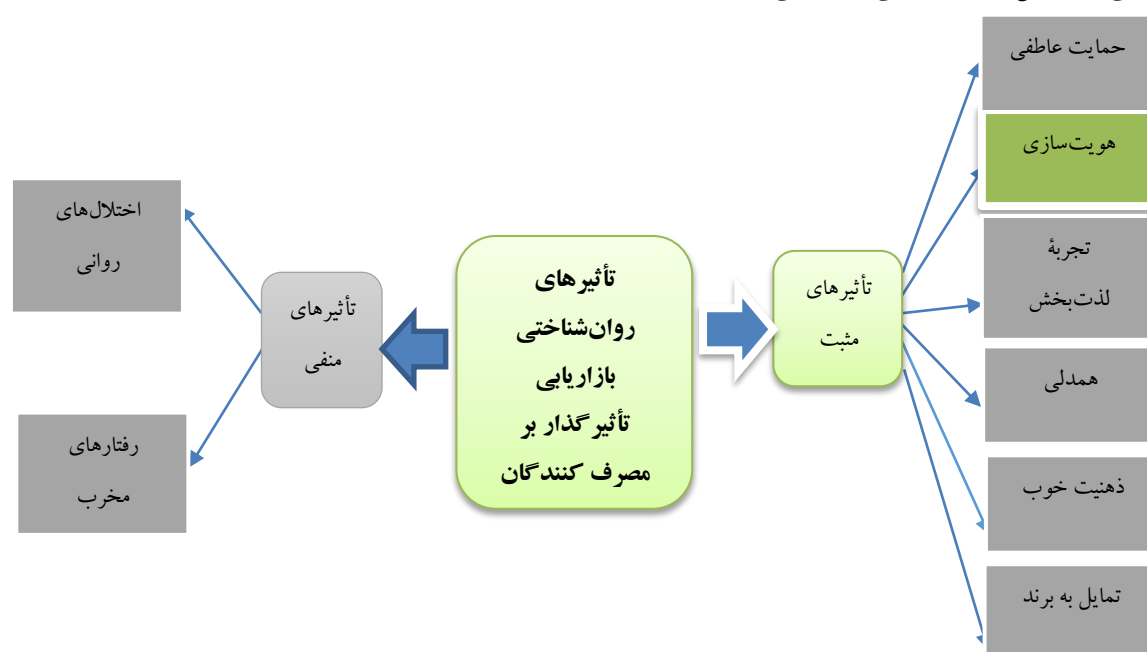 حمایت عاطفی
هویت‌سازی
تجربهٔ
لذت‌بخش
همدلی
ذهنیت خوب
تمایل به برند
تأثیرهای
مثبت
تأثیرهای
روان‌شناختی
بازاریابی
تأثیرگذار بر
مصرف کنندگان
تأثیرهای
منفی
اختلال‌های
روانی
رفتارهای
مخرب